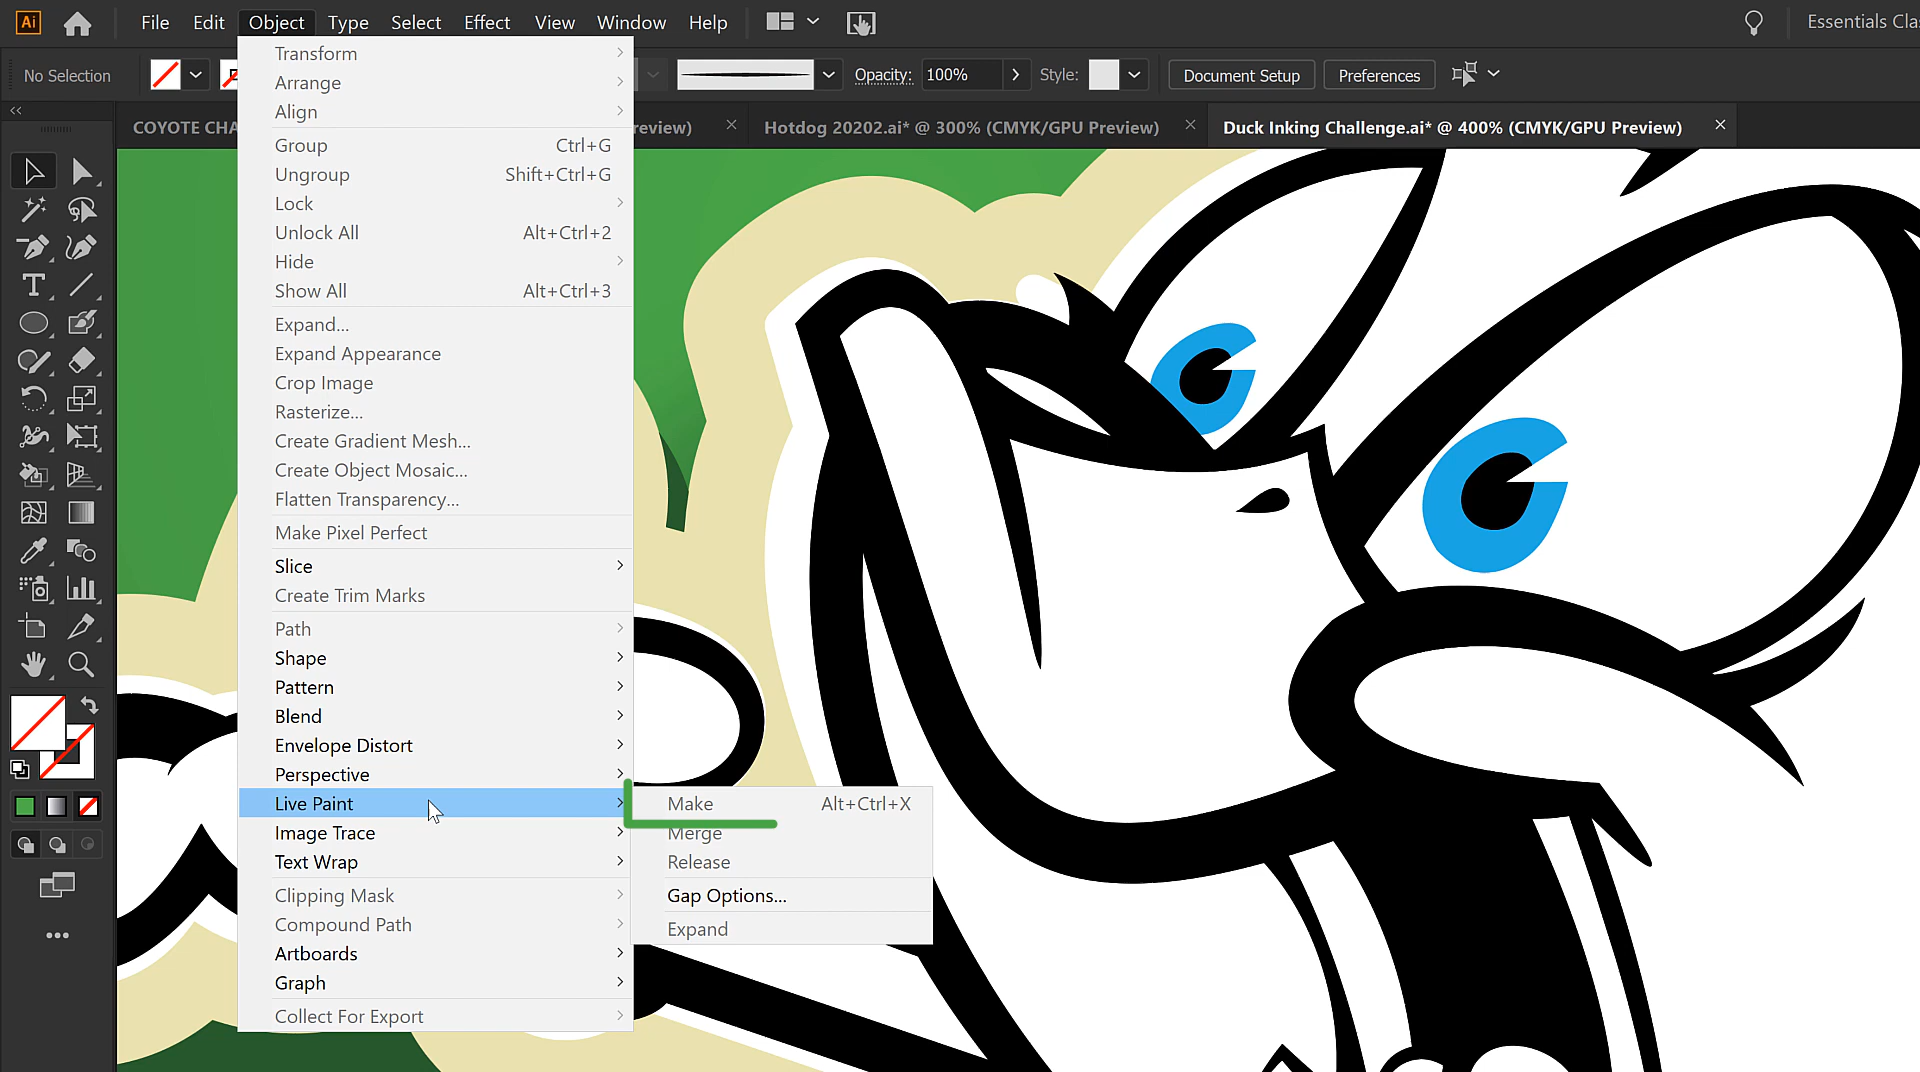 Ai File Edit Object Type Select Effect View Window Help Essentials Clas
No Selection Opacity: 100% Style: Document Setup Preferences
COYOTE CHA review) Hotdog 20202.ai* @ 300% (CMYK/GPU Preview) Duck Inking Challenge.ai* @ 400% (CMYK/GPU Preview)
Transform
Arrange
Align
Group Ctrl+G
Ungroup Shift+Ctrl+G
Lock
Unlock All Alt+Ctrl+2
Hide
Show All Alt+Ctrl+3
Expand...
Expand Appearance
Crop Image
Rasterize...
Create Gradient Mesh...
Create Object Mosaic...
Flatten Transparency...
Make Pixel Perfect
Slice
Create Trim Marks
Path
Shape
Pattern
Blend
Envelope Distort
Perspective
Live Paint
Image Trace
Text Wrap
Clipping Mask
Compound Path
Artboards
Graph
Collect For Export
Make Alt+Ctrl+X
Merge
Release
Gap Options...
Expand